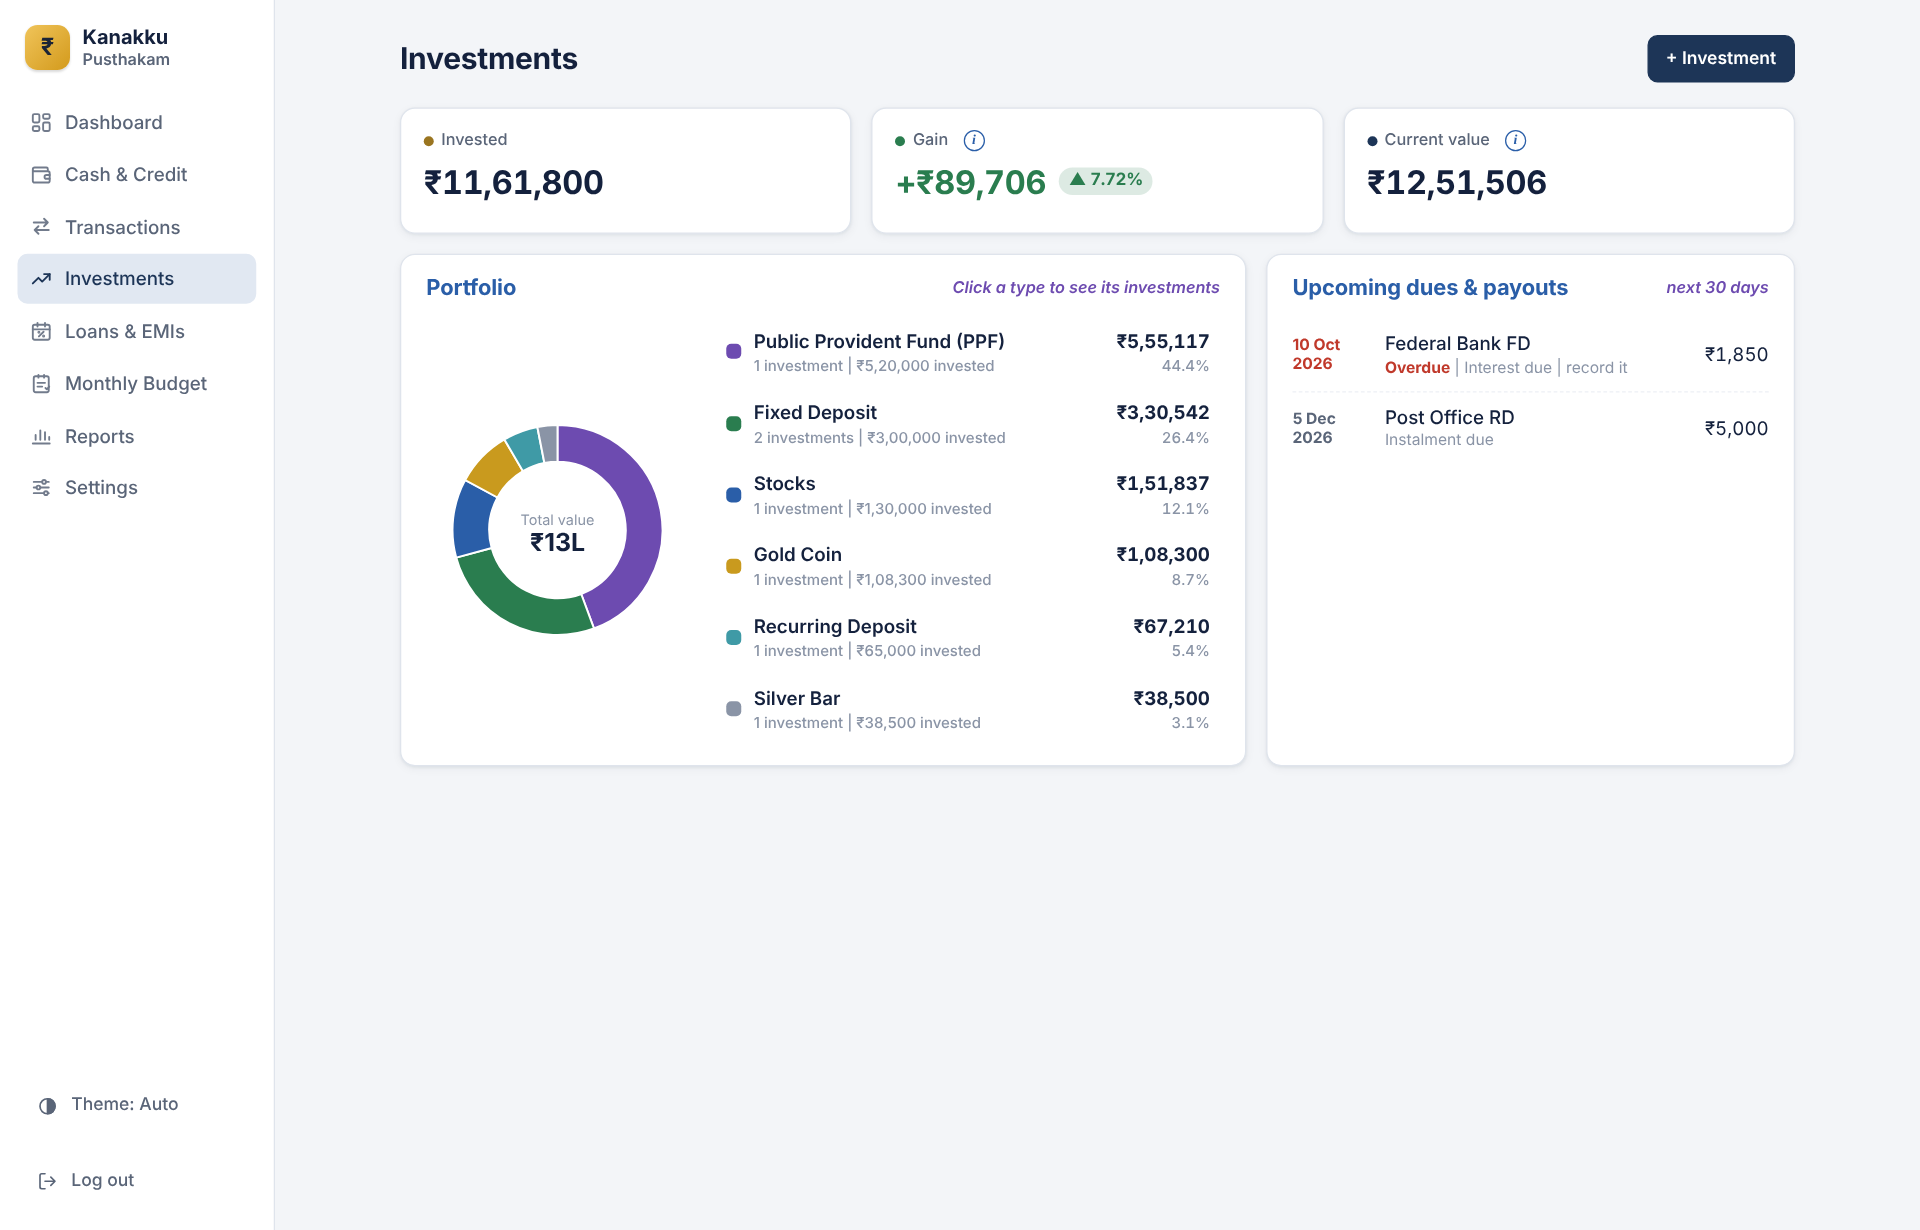 ₹
Kanakku
Pusthakam
Dashboard
Cash & Credit
Transactions
Investments
Loans & EMIs
Monthly Budget
Reports
Settings
Theme: Auto
Log out
Investments
+ Investment
Invested
₹11,61,800
Gain i
+₹89,706 ▲ 7.72%
Current value i
₹12,51,506
Portfolio
Click a type to see its investments
Total value
₹13L
Public Provident Fund (PPF) ₹5,55,117
1 investment | ₹5,20,000 invested 44.4%
Fixed Deposit ₹3,30,542
2 investments | ₹3,00,000 invested 26.4%
Stocks ₹1,51,837
1 investment | ₹1,30,000 invested 12.1%
Gold Coin ₹1,08,300
1 investment | ₹1,08,300 invested 8.7%
Recurring Deposit ₹67,210
1 investment | ₹65,000 invested 5.4%
Silver Bar ₹38,500
1 investment | ₹38,500 invested 3.1%
Upcoming dues & payouts
next 30 days
10 Oct
2026
Federal Bank FD
Overdue | Interest due | record it
₹1,850
5 Dec
2026
Post Office RD
Instalment due
₹5,000